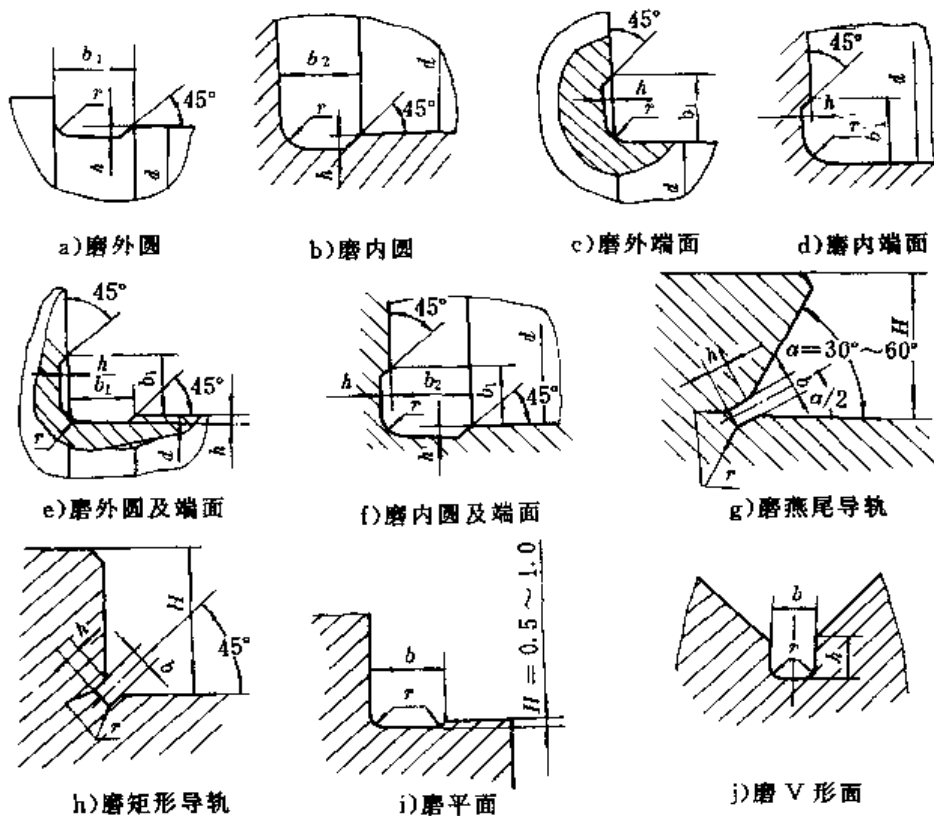 b₁
r
45°
h
d
a)磨外圆
b₂
r
d
45°
h
b)磨内圆
45°
h
r
b₁
d
c)磨外端面
45°
d
h
r
b₁
d)磨内端面
45°
h
b₁
b₁
45°
r
d
h
e)磨外圆及端面
45°
d
h
b₂
b₁
r
45°
h
f)磨内圆及端面
H
h
α=30°~60°
α/2
r
g)磨燕尾导轨
H
h
45°
r
h)磨矩形导轨
H=0.5~1.0
b
r
i)磨平面
b
r
h
j)磨 V 形面